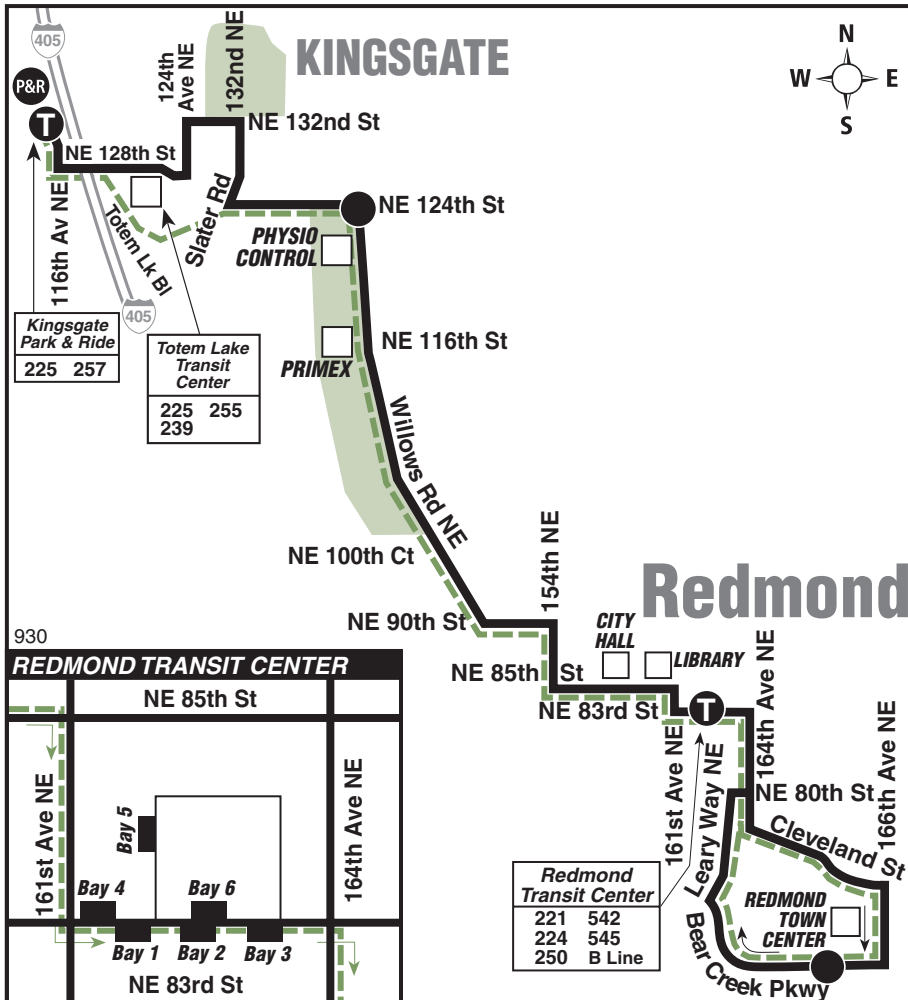 405
KINGSGATE
N
W E
S
P&R
T
124th
Ave NE
132nd NE
NE 132nd St
NE 128th St
116th Av NE
Totem Lk Bl
Slater Rd
NE 124th St
405
PHYSIO
CONTROL
Kingsgate
Park & Ride
225 257
Totem Lake
Transit
Center
225 255
239
PRIMEX
NE 116th St
Willows Rd NE
NE 100th Ct
154th NE
Redmond
NE 90th St
CITY
HALL
LIBRARY
NE 85th St
NE 83rd St
T
161st Ave NE
Leary Way NE
164th Ave NE
166th Ave NE
NE 80th St
Cleveland St
REDMOND
TOWN
CENTER
Bear Creek Pkwy
Redmond
Transit Center
221 542
224 545
250 B Line
930
REDMOND TRANSIT CENTER
NE 85th St
161st Ave NE
164th Ave NE
Bay 5
Bay 4
Bay 6
Bay 1
Bay 2
Bay 3
NE 83rd St